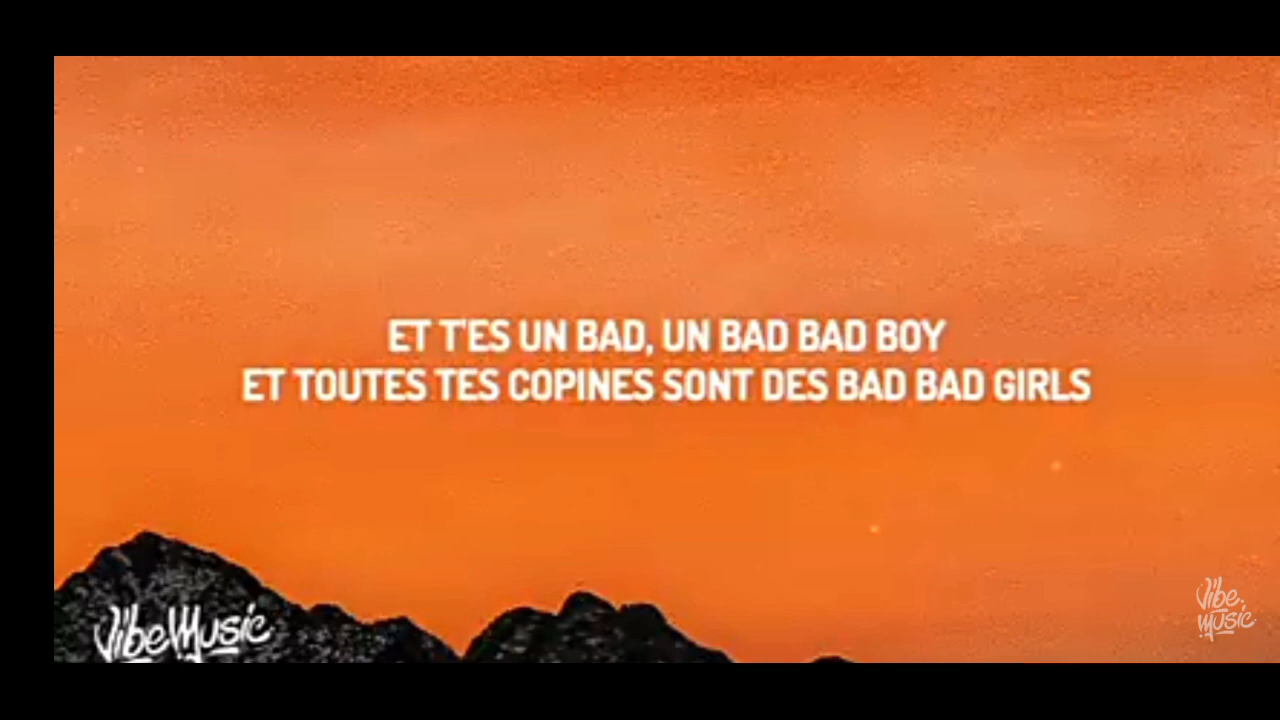 ET T'ES UN BAD, UN BAD BAD BOY
ET TOUTES TES COPINES SONT DES BAD BAD GIRLS
VibeMusic
Vibe
Music